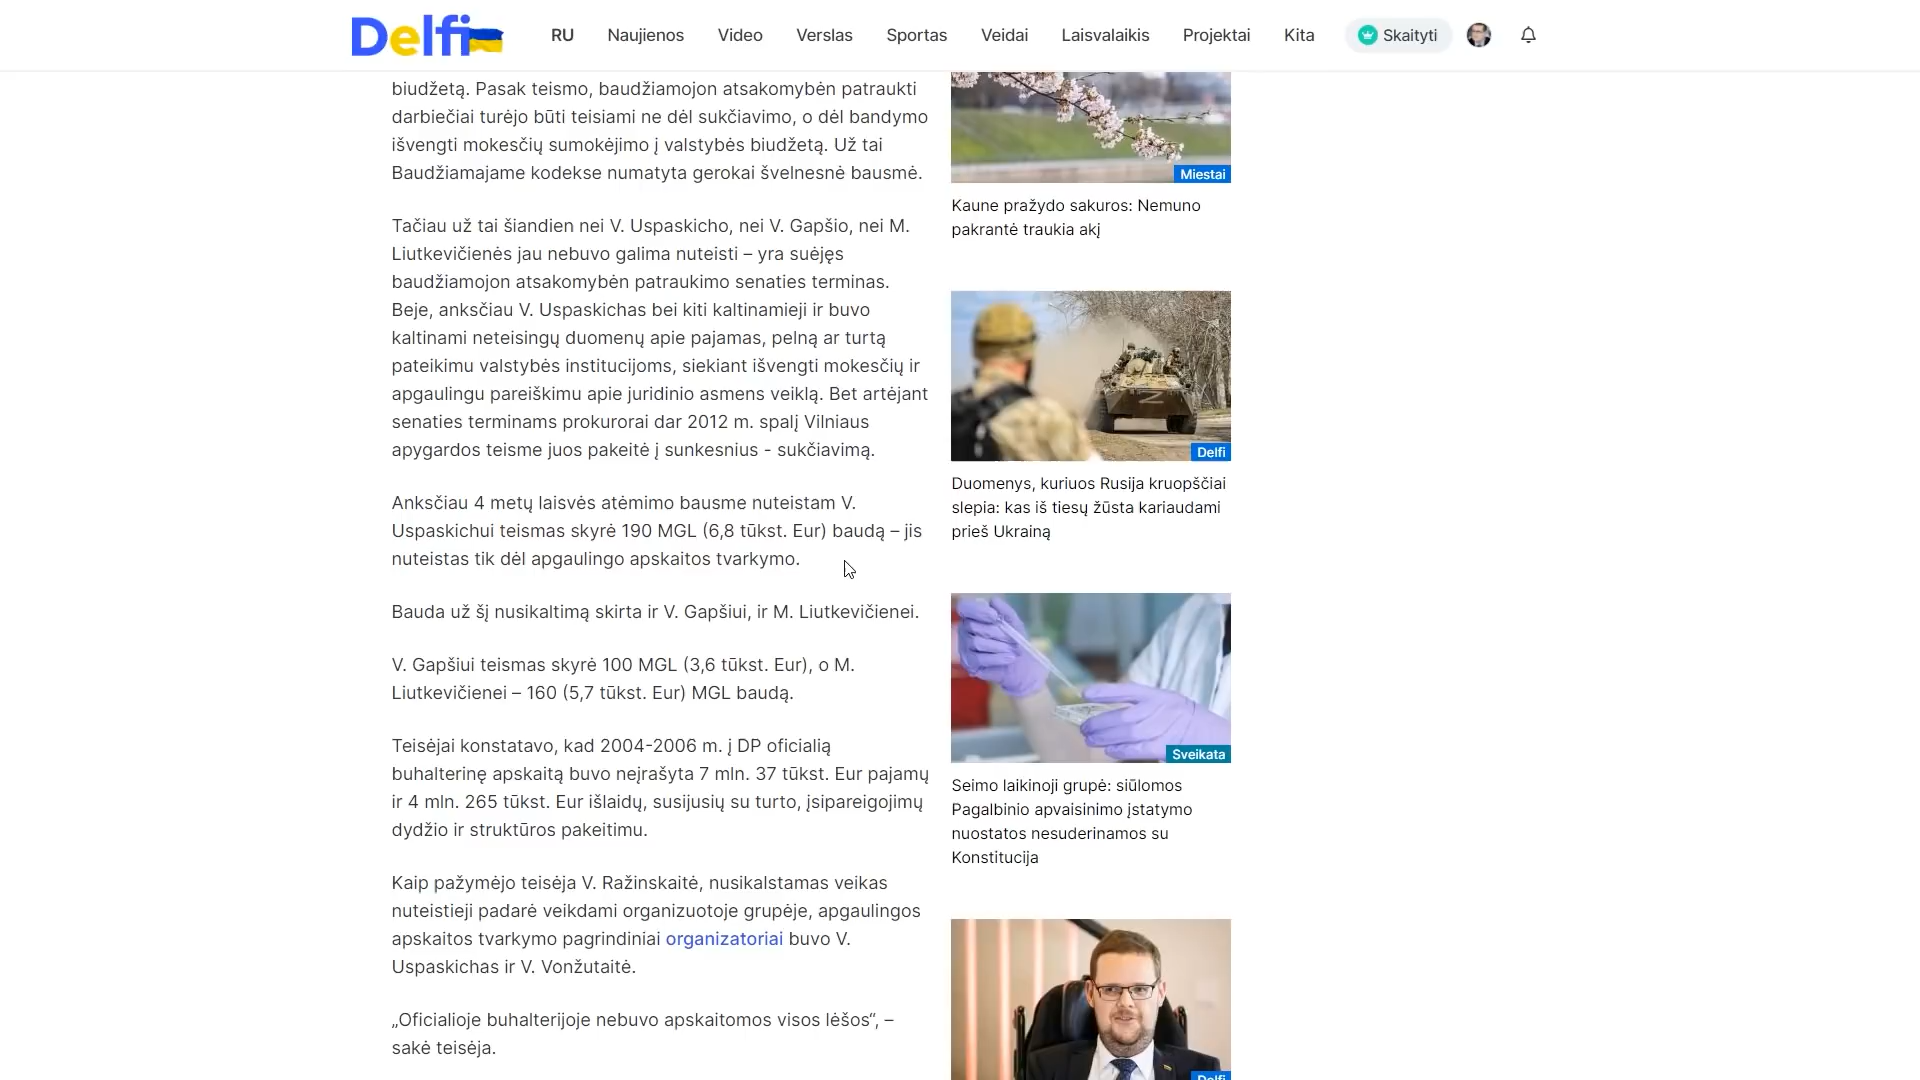 Delfi
RU
Naujienos
Video
Verslas
Sportas
Veidai
Laisvalaikis
Projektai
Kita
Skaityti
biudžetą. Pasak teismo, baudžiamojon atsakomybėn patraukti
darbiečiai turėjo būti teisiami ne dėl sukčiavimo, o dėl bandymo
išvengti mokesčių sumokėjimo į valstybės biudžetą. Už tai
Baudžiamajame kodekse numatyta gerokai švelnesnė bausmė.
Tačiau už tai šiandien nei V. Uspaskicho, nei V. Gapšio, nei M.
Liutkevičienės jau nebuvo galima nuteisti – yra suėjęs
baudžiamojon atsakomybėn patraukimo senaties terminas.
Beje, anksčiau V. Uspaskichas bei kiti kaltinamieji ir buvo
kaltinami neteisingų duomenų apie pajamas, pelną ar turtą
pateikimu valstybės institucijoms, siekiant išvengti mokesčių ir
apgaulingu pareiškimu apie juridinio asmens veiklą. Bet artėjant
senaties terminams prokurorai dar 2012 m. spalį Vilniaus
apygardos teisme juos pakeitė į sunkesnius - sukčiavimą.
Anksčiau 4 metų laisvės atėmimo bausme nuteistam V.
Uspaskichui teismas skyrė 190 MGL (6,8 tūkst. Eur) baudą – jis
nuteistas tik dėl apgaulingo apskaitos tvarkymo.
Bauda už šį nusikaltimą skirta ir V. Gapšiui, ir M. Liutkevičienei.
V. Gapšiui teismas skyrė 100 MGL (3,6 tūkst. Eur), o M.
Liutkevičienei – 160 (5,7 tūkst. Eur) MGL baudą.
Teisėjai konstatavo, kad 2004-2006 m. į DP oficialią
buhalterinę apskaitą buvo neįrašyta 7 mln. 37 tūkst. Eur pajamų
ir 4 mln. 265 tūkst. Eur išlaidų, susijusių su turto, įsipareigojimų
dydžio ir struktūros pakeitimu.
Kaip pažymėjo teisėja V. Ražinskaitė, nusikalstamas veikas
nuteistieji padarė veikdami organizuotoje grupėje, apgaulingos
apskaitos tvarkymo pagrindiniai organizatoriai buvo V.
Uspaskichas ir V. Vonžutaitė.
„Oficialioje buhalterijoje nebuvo apskaitomos visos lėšos“, –
sakė teisėja.
Miestai
Kaune pražydo sakuros: Nemuno
pakrantė traukia akį
Z
Delfi
Duomenys, kuriuos Rusija kruopščiai
slepia: kas iš tiesų žūsta kariaudami
prieš Ukrainą
Sveikata
Seimo laikinoji grupė: siūlomos
Pagalbinio apvaisinimo įstatymo
nuostatos nesuderinamos su
Konstitucija
Delfi